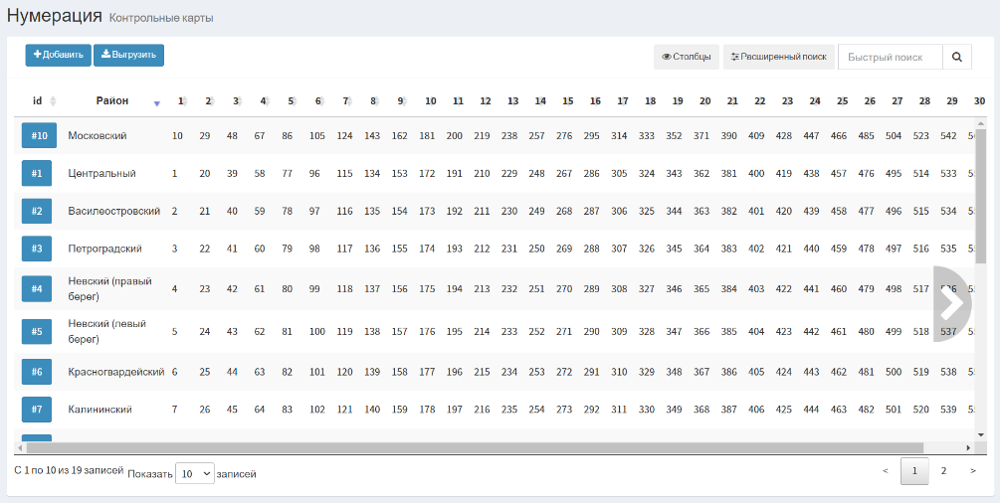 Нумерация Контрольные карты
Добавить Выгрузить Столбцы Расширенный поиск Быстрый поиск
id Район 1 2 3 4 5 6 7 8 9 10 11 12 13 14 15 16 17 18 19 20 21 22 23 24 25 26 27 28 29 30
#10 Московский 10 29 48 67 86 105 124 143 162 181 200 219 238 257 276 295 314 333 352 371 390 409 428 447 466 485 504 523 542
#1 Центральный 1 20 39 58 77 96 115 134 153 172 191 210 229 248 267 286 305 324 343 362 381 400 419 438 457 476 495 514 533
#2 Василеостровский 2 21 40 59 78 97 116 135 154 173 192 211 230 249 268 287 306 325 344 363 382 401 420 439 458 477 496 515 534
#3 Петроградский 3 22 41 60 79 98 117 136 155 174 193 212 231 250 269 288 307 326 345 364 383 402 421 440 459 478 497 516 535
Невский (правый
#4 4 23 42 61 80 99 118 137 156 175 194 213 232 251 270 289 308 327 346 365 384 403 422 441 460 479 498 517 536
берег)
Невский (левый
#5 5 24 43 62 81 100 119 138 157 176 195 214 233 252 271 290 309 328 347 366 385 404 423 442 461 480 499 518 537
берег)
#6 Красногвардейский 6 25 44 63 82 101 120 139 158 177 196 215 234 253 272 291 310 329 348 367 386 405 424 443 462 481 500 519 538
#7 Калининский 7 26 45 64 83 102 121 140 159 178 197 216 235 254 273 292 311 330 349 368 387 406 425 444 463 482 501 520 539
С 1 по 10 из 19 записей Показать 10 записей < 1 2 >